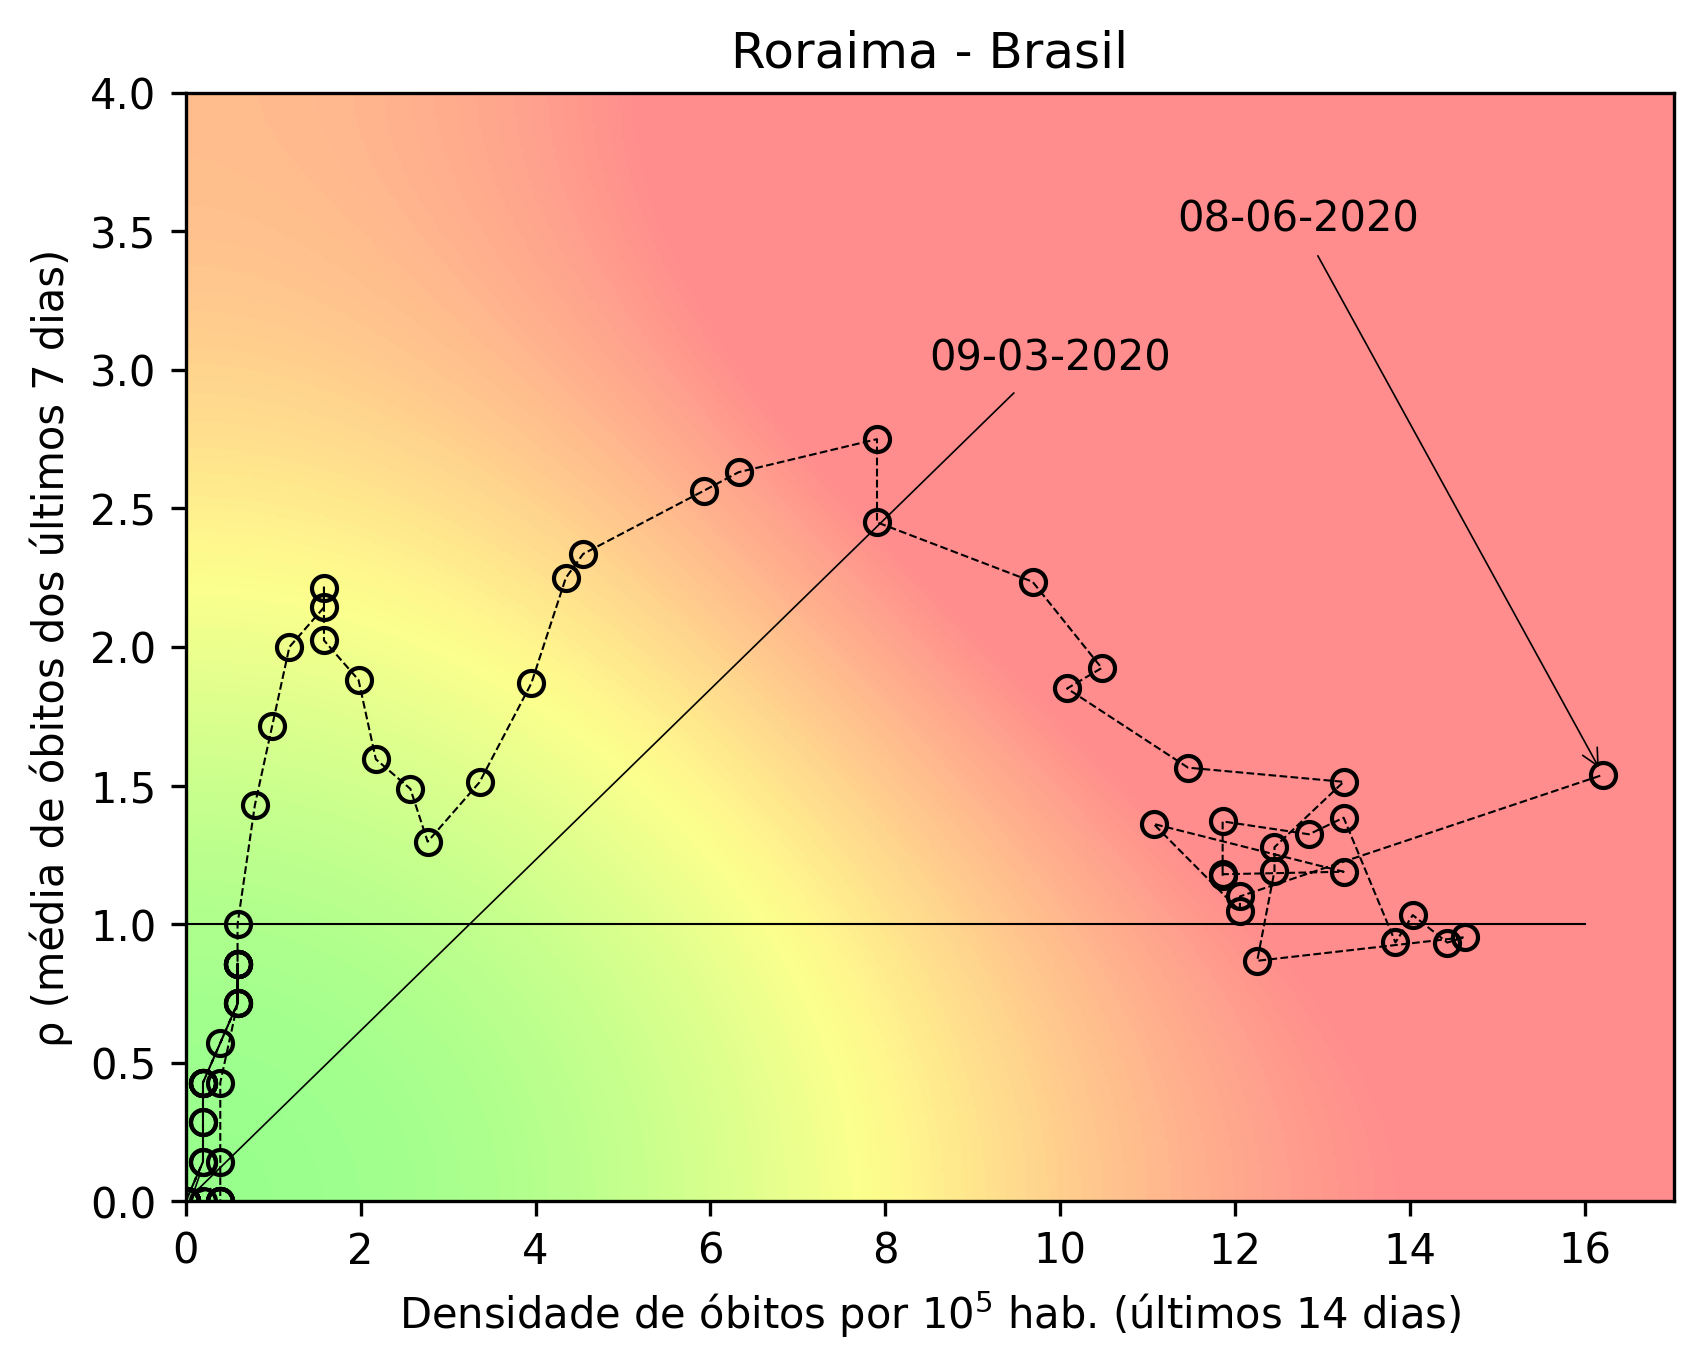 Roraima - Brasil
4.0
3.5
3.0
2.5
2.0
1.5
1.0
0.5
0.0
ρ (média de óbitos dos últimos 7 dias)
08-06-2020
09-03-2020
0 2 4 6 8 10 12 14 16
Densidade de óbitos por 10⁵ hab. (últimos 14 dias)